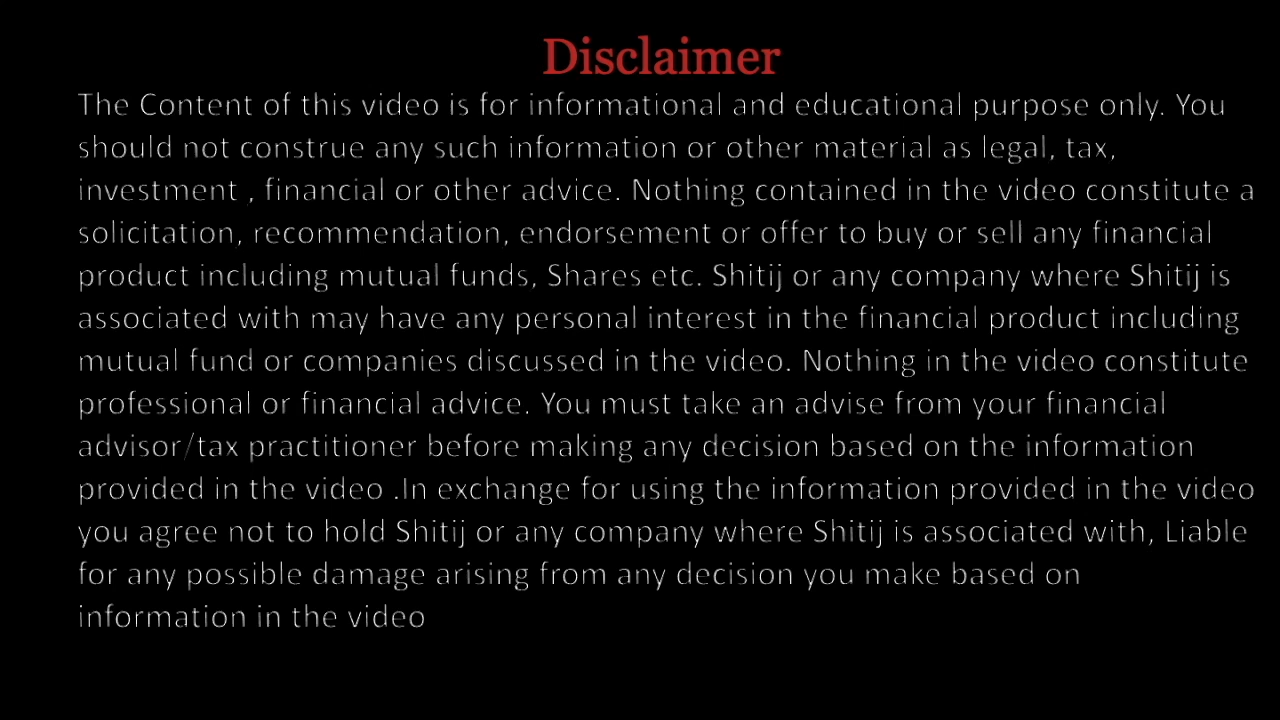 Disclaimer
The Content of this video is for informational and educational purpose only. You
should not construe any such information or other material as legal, tax,
investment , financial or other advice. Nothing contained in the video constitute a
solicitation, recommendation, endorsement or offer to buy or sell any financial
product including mutual funds, Shares etc. Shitij or any company where Shitij is
associated with may have any personal interest in the financial product including
mutual fund or companies discussed in the video. Nothing in the video constitute
professional or financial advice. You must take an advise from your financial
advisor/tax practitioner before making any decision based on the information
provided in the video .In exchange for using the information provided in the video
you agree not to hold Shitij or any company where Shitij is associated with, Liable
for any possible damage arising from any decision you make based on
information in the video